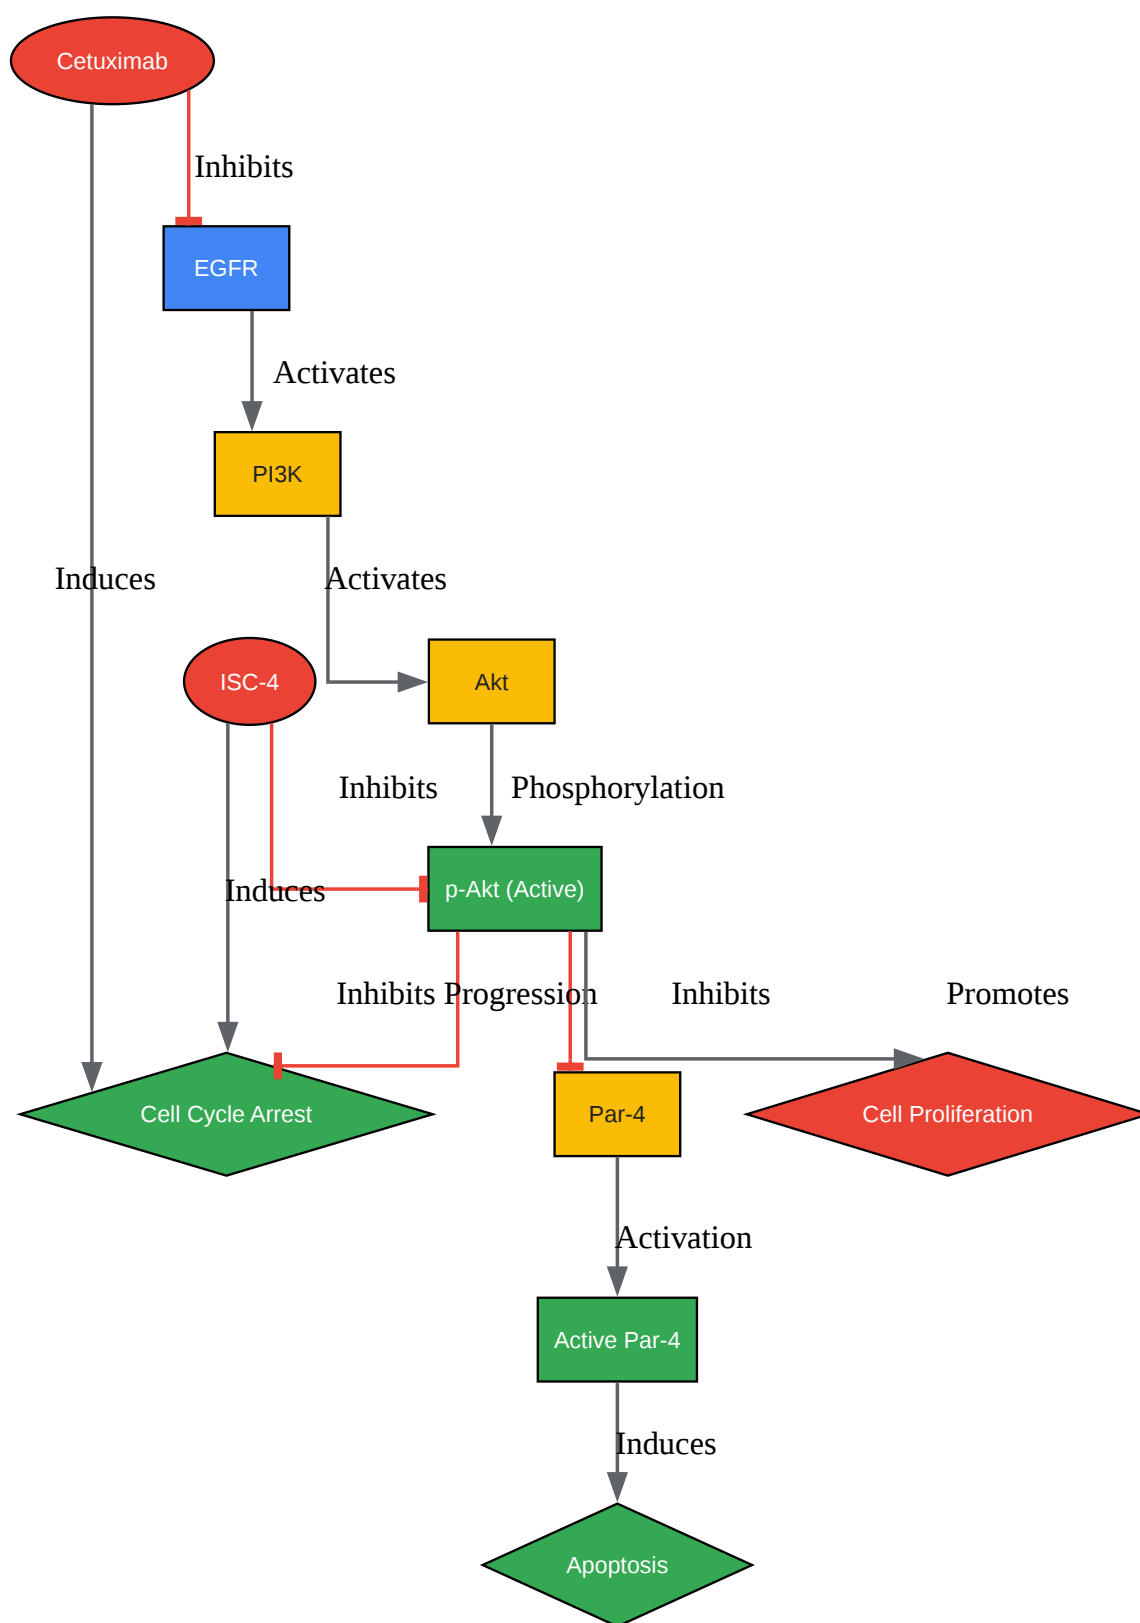 Cetuximab
Inhibits
EGFR
Activates
PI3K
Induces
Activates
ISC-4
Akt
Inhibits
Phosphorylation
Induces
p-Akt (Active)
Inhibits Progression
Inhibits
Promotes
Cell Cycle Arrest
Par-4
Cell Proliferation
Activation
Active Par-4
Induces
Apoptosis